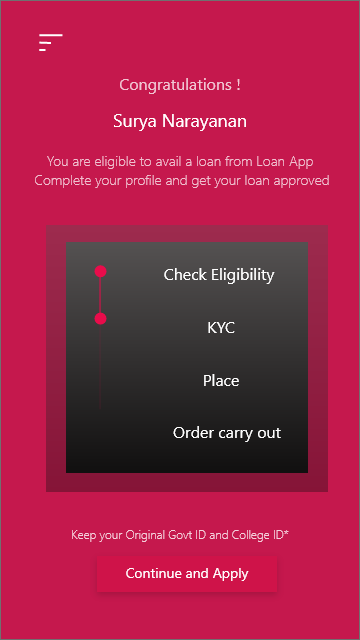 Congratulations !
Surya Narayanan
You are eligible to avail a loan from Loan App
Complete your profile and get your loan approved
Check Eligibility
KYC
Place
Order carry out
Keep your Original Govt ID and College ID*
Continue and Apply